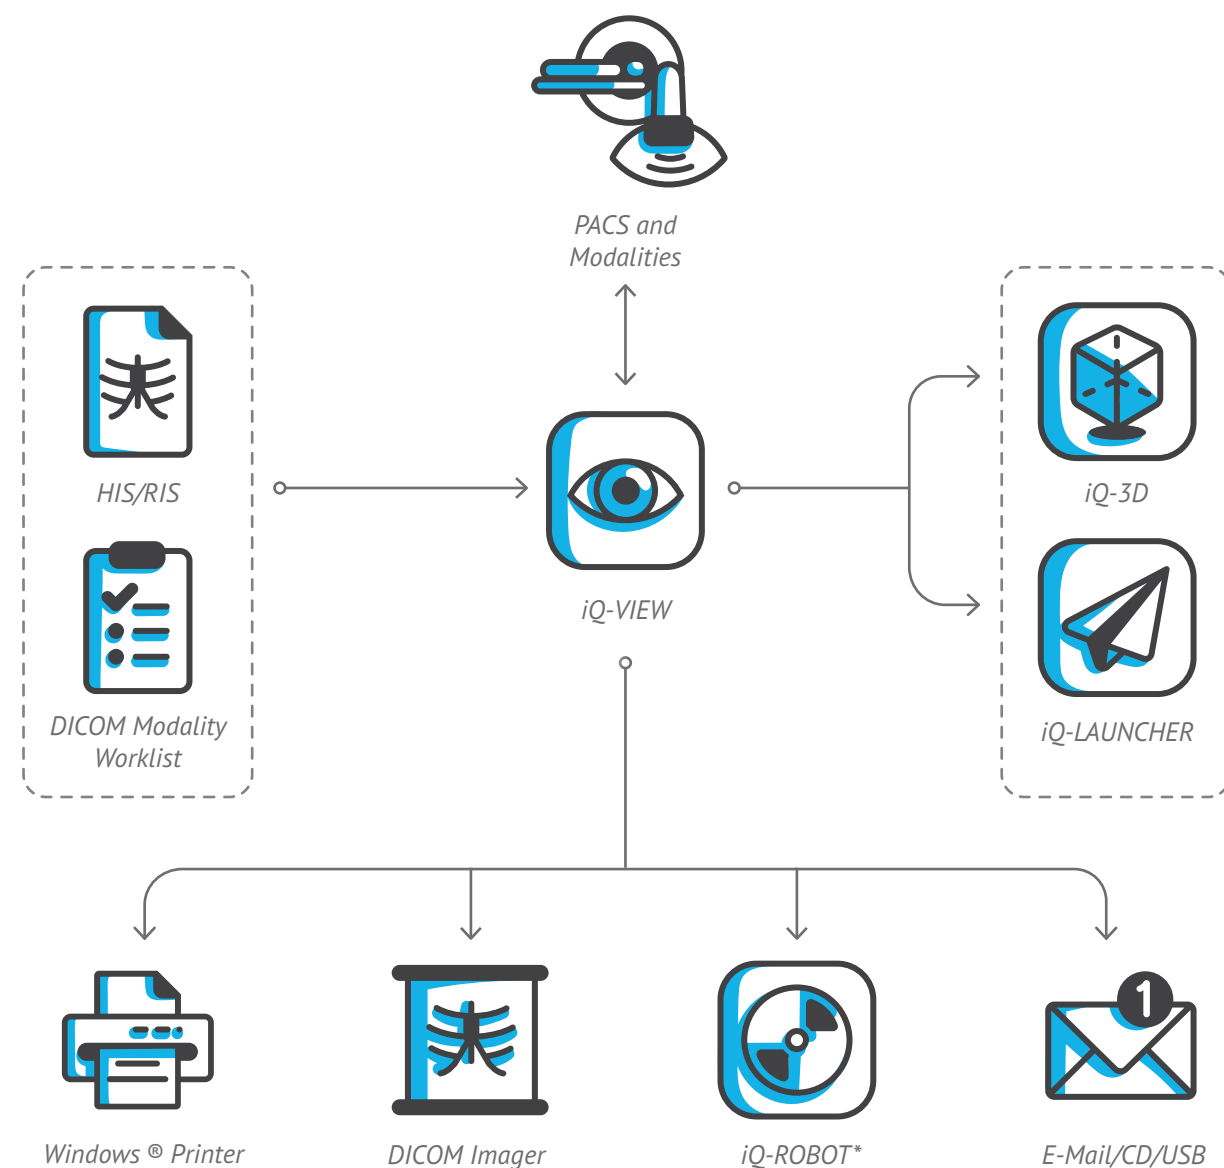 PACS and
Modalities
HIS/RIS
iQ-3D
iQ-VIEW
DICOM Modality
Worklist
iQ-LAUNCHER
1
Windows ® Printer
DICOM Imager
iQ-ROBOT*
E-Mail/CD/USB